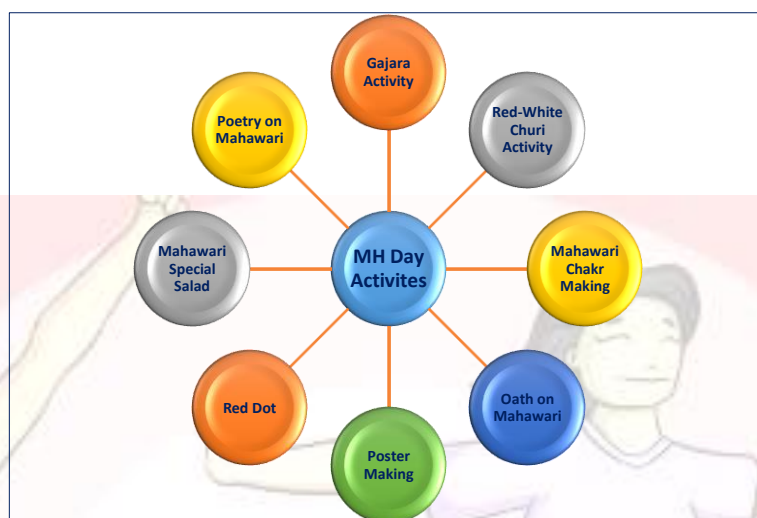 Gajara
Activity
Red-White
Churi
Activity
Mahawari
Chakr
Making
Oath on
Mahawari
Poster
Making
Red Dot
Mahawari
Special
Salad
Poetry on
Mahawari
MH Day
Activites